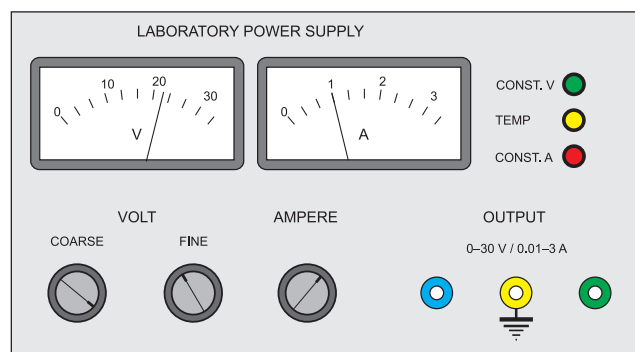 LABORATORY POWER SUPPLY
0 10 20 30
V
0 1 2 3
A
CONST. V
TEMP
CONST. A
VOLT
AMPERE
OUTPUT
COARSE
FINE
0–30 V / 0.01–3 A